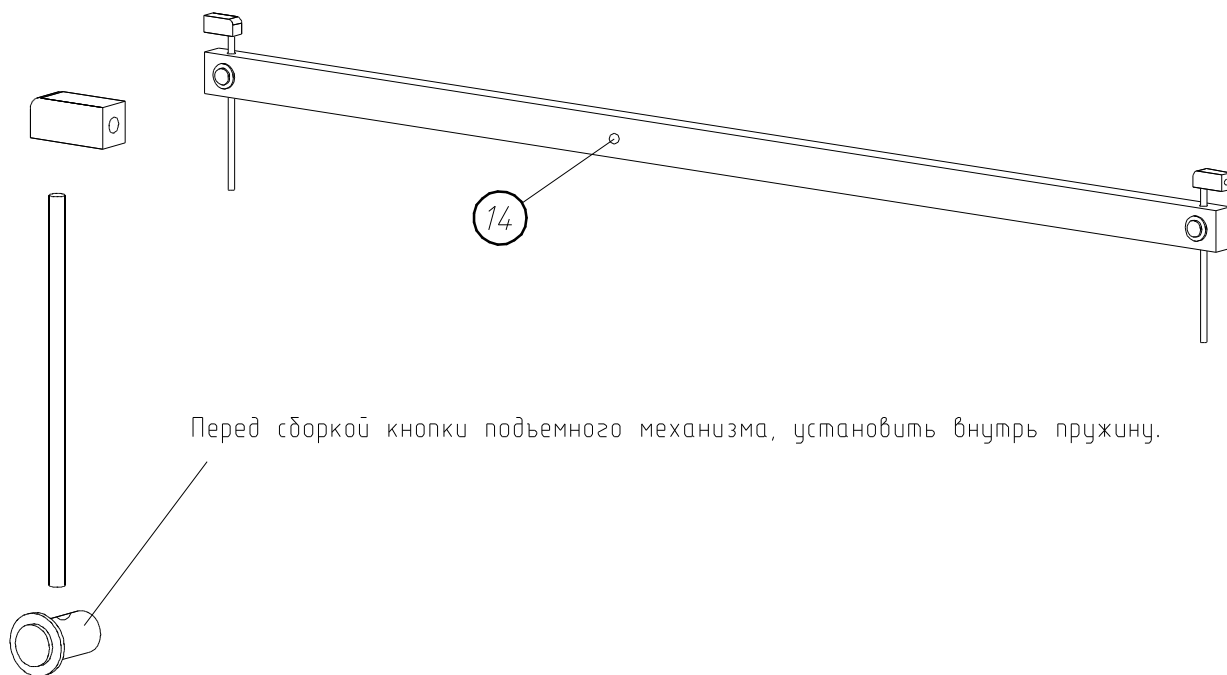 14
Перед сборкой кнопки подъемного механизма, установить внутрь пружину.